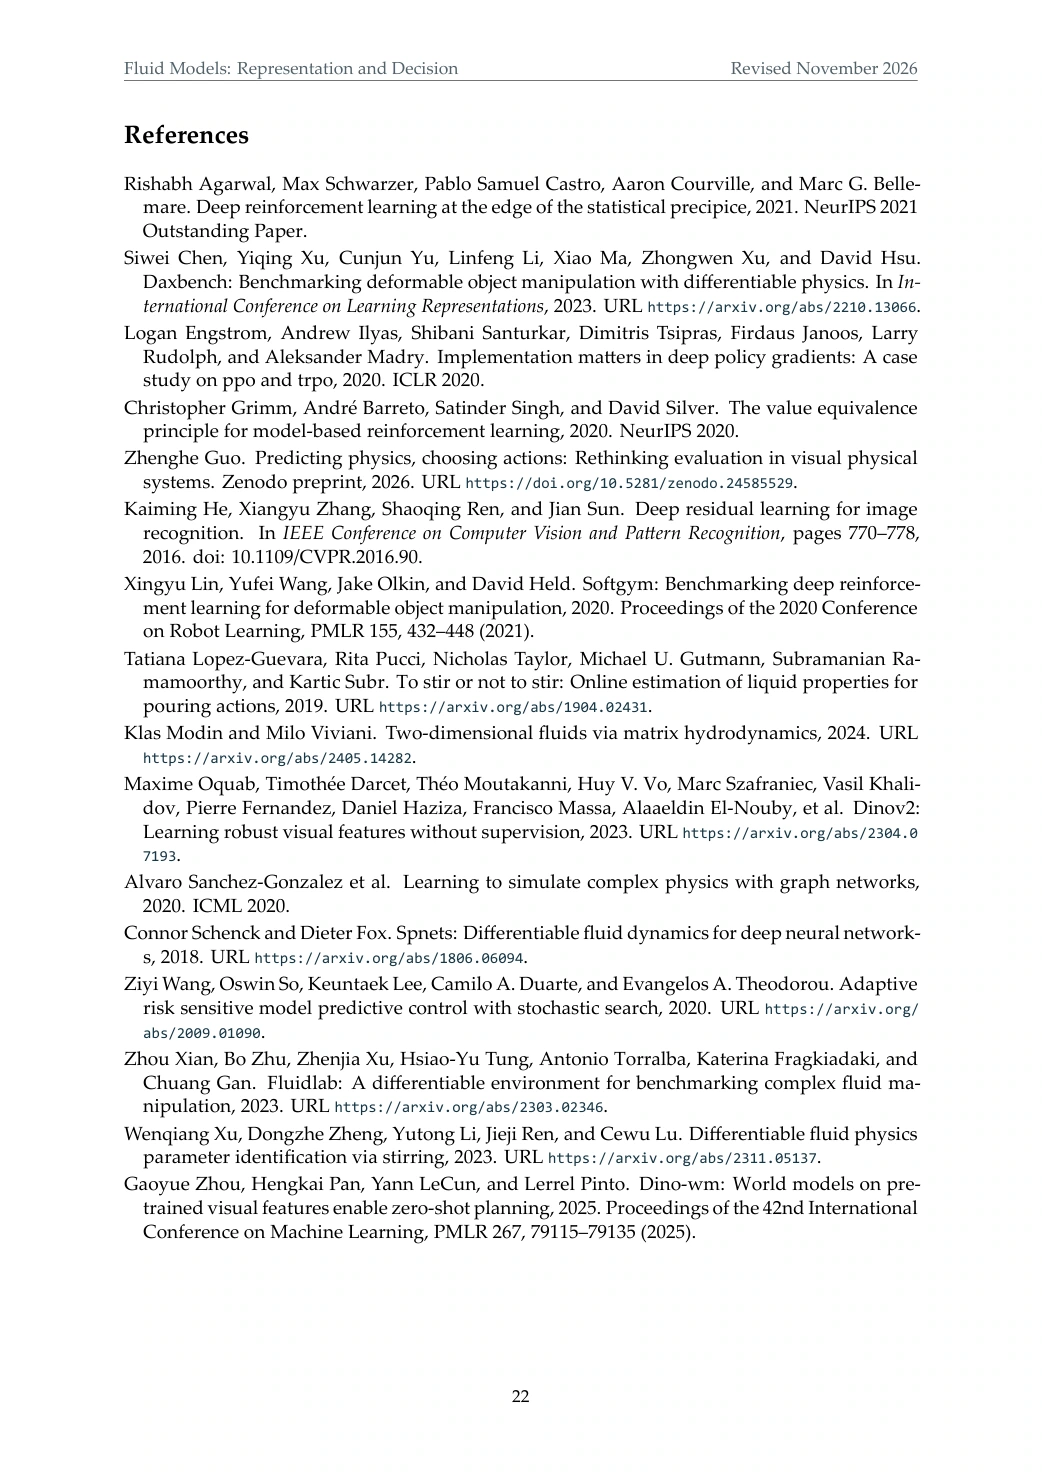 Fluid Models: Representation and Decision Revised November 2026
References
Rishabh Agarwal, Max Schwarzer, Pablo Samuel Castro, Aaron Courville, and Marc G. Belle-
mare. Deep reinforcement learning at the edge of the statistical precipice, 2021. NeurIPS 2021
Outstanding Paper.
Siwei Chen, Yiqing Xu, Cunjun Yu, Linfeng Li, Xiao Ma, Zhongwen Xu, and David Hsu.
Daxbench: Benchmarking deformable object manipulation with differentiable physics. In In-
ternational Conference on Learning Representations, 2023. URL https://arxiv.org/abs/2210.13066.
Logan Engstrom, Andrew Ilyas, Shibani Santurkar, Dimitris Tsipras, Firdaus Janoos, Larry
Rudolph, and Aleksander Madry. Implementation matters in deep policy gradients: A case
study on ppo and trpo, 2020. ICLR 2020.
Christopher Grimm, André Barreto, Satinder Singh, and David Silver. The value equivalence
principle for model-based reinforcement learning, 2020. NeurIPS 2020.
Zhenghe Guo. Predicting physics, choosing actions: Rethinking evaluation in visual physical
systems. Zenodo preprint, 2026. URL https://doi.org/10.5281/zenodo.24585529.
Kaiming He, Xiangyu Zhang, Shaoqing Ren, and Jian Sun. Deep residual learning for image
recognition. In IEEE Conference on Computer Vision and Pattern Recognition, pages 770–778,
2016. doi: 10.1109/CVPR.2016.90.
Xingyu Lin, Yufei Wang, Jake Olkin, and David Held. Softgym: Benchmarking deep reinforce-
ment learning for deformable object manipulation, 2020. Proceedings of the 2020 Conference
on Robot Learning, PMLR 155, 432–448 (2021).
Tatiana Lopez-Guevara, Rita Pucci, Nicholas Taylor, Michael U. Gutmann, Subramanian Ra-
mamoorthy, and Kartic Subr. To stir or not to stir: Online estimation of liquid properties for
pouring actions, 2019. URL https://arxiv.org/abs/1904.02431.
Klas Modin and Milo Viviani. Two-dimensional fluids via matrix hydrodynamics, 2024. URL
https://arxiv.org/abs/2405.14282.
Maxime Oquab, Timothée Darcet, Théo Moutakanni, Huy V. Vo, Marc Szafraniec, Vasil Khali-
dov, Pierre Fernandez, Daniel Haziza, Francisco Massa, Alaaeldin El-Nouby, et al. Dinov2:
Learning robust visual features without supervision, 2023. URL https://arxiv.org/abs/2304.0
7193.
Alvaro Sanchez-Gonzalez et al. Learning to simulate complex physics with graph networks,
2020. ICML 2020.
Connor Schenck and Dieter Fox. Spnets: Differentiable fluid dynamics for deep neural network-
s, 2018. URL https://arxiv.org/abs/1806.06094.
Ziyi Wang, Oswin So, Keuntaek Lee, Camilo A. Duarte, and Evangelos A. Theodorou. Adaptive
risk sensitive model predictive control with stochastic search, 2020. URL https://arxiv.org/
abs/2009.01090.
Zhou Xian, Bo Zhu, Zhenjia Xu, Hsiao-Yu Tung, Antonio Torralba, Katerina Fragkiadaki, and
Chuang Gan. Fluidlab: A differentiable environment for benchmarking complex fluid ma-
nipulation, 2023. URL https://arxiv.org/abs/2303.02346.
Wenqiang Xu, Dongzhe Zheng, Yutong Li, Jieji Ren, and Cewu Lu. Differentiable fluid physics
parameter identification via stirring, 2023. URL https://arxiv.org/abs/2311.05137.
Gaoyue Zhou, Hengkai Pan, Yann LeCun, and Lerrel Pinto. Dino-wm: World models on pre-
trained visual features enable zero-shot planning, 2025. Proceedings of the 42nd International
Conference on Machine Learning, PMLR 267, 79115–79135 (2025).
22